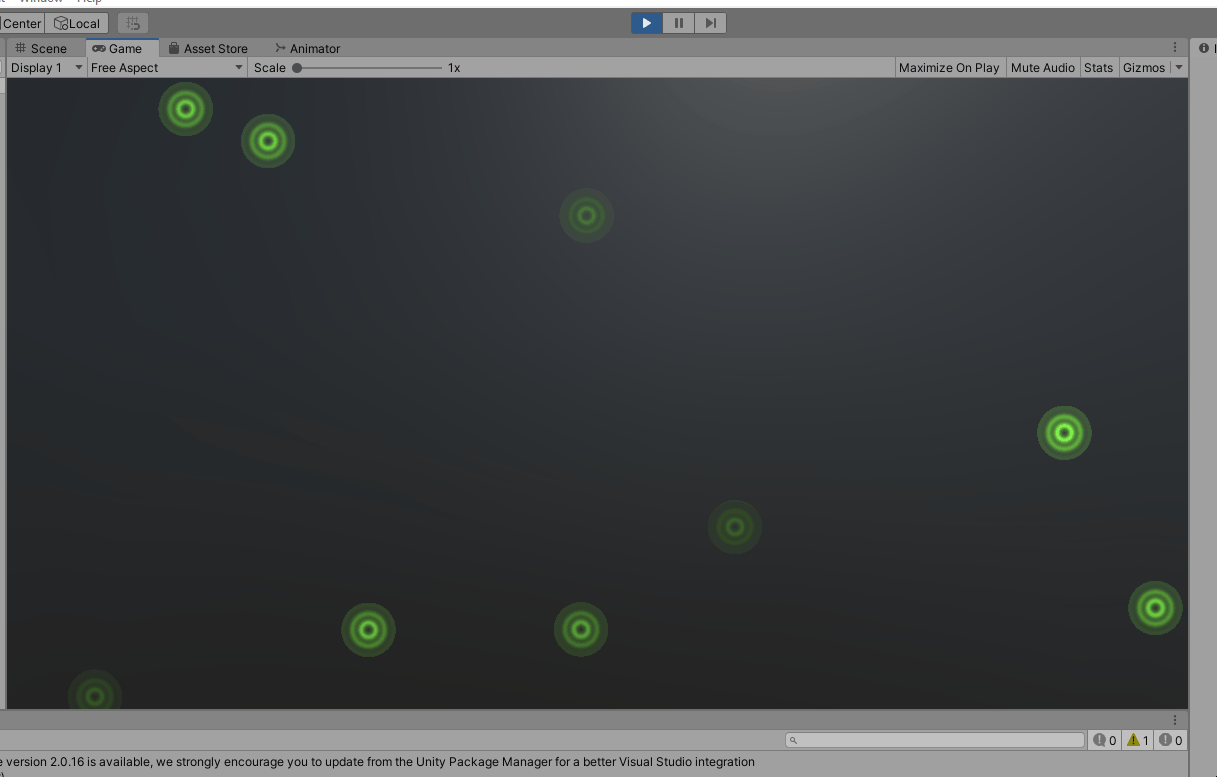 Window Help
Center Local
Scene Game Asset Store Animator
Display 1 Free Aspect Scale 1x Maximize On Play Mute Audio Stats Gizmos
0 1 0
version 2.0.16 is available, we strongly encourage you to update from the Unity Package Manager for a better Visual Studio integration